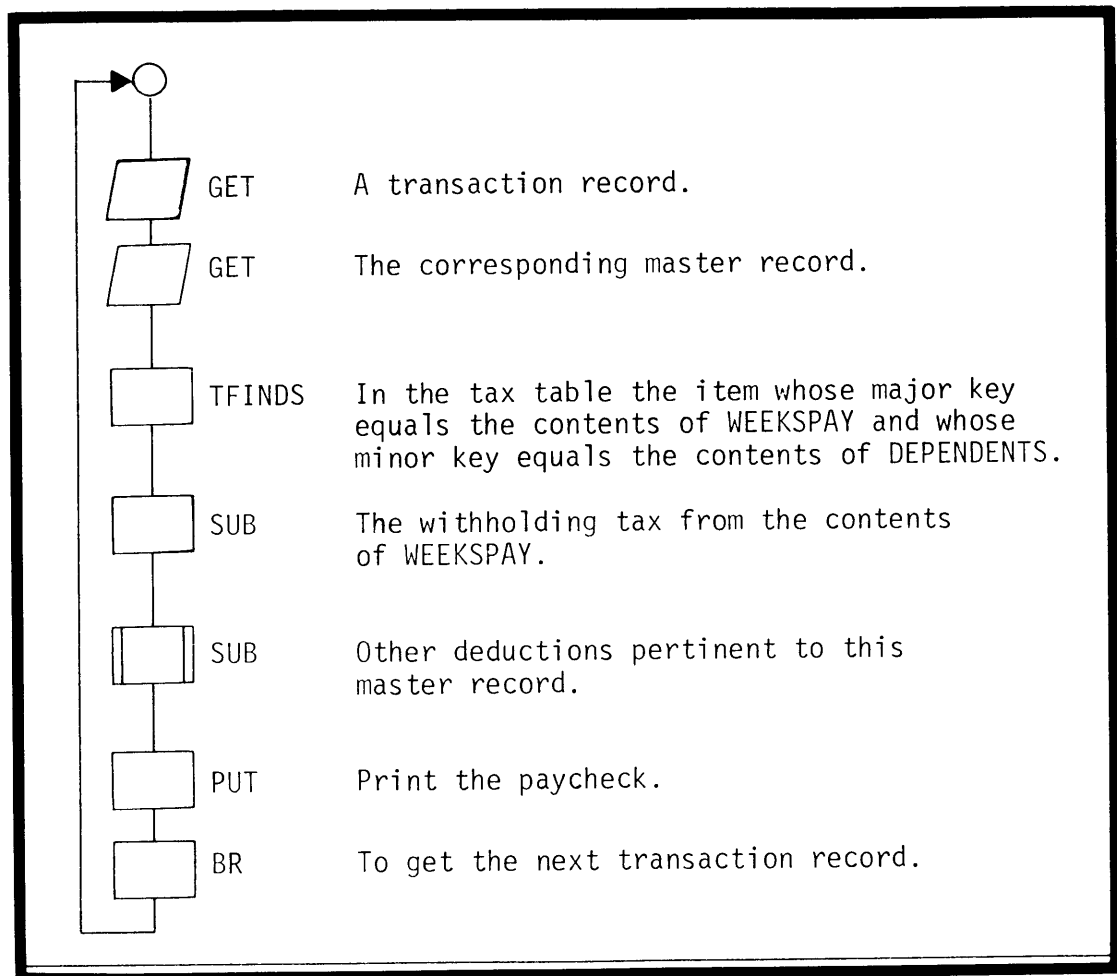 GET A transaction record.
GET The corresponding master record.
TFINDS In the tax table the item whose major key
equals the contents of WEEKSPAY and whose
minor key equals the contents of DEPENDENTS.
SUB The withholding tax from the contents
of WEEKSPAY.
SUB Other deductions pertinent to this
master record.
PUT Print the paycheck.
BR To get the next transaction record.